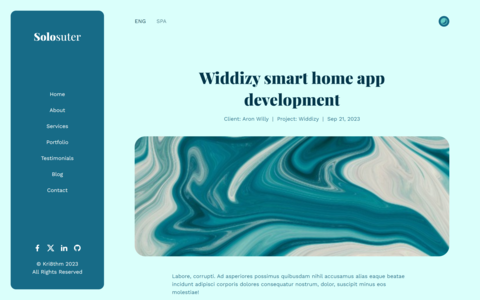 Solosuter
Home
About
Services
Portfolio
Testimonials
Blog
Contact
© Kri8thm 2023
All Rights Reserved
ENG SPA
Widdizy smart home app
development
Client: Aron Willy | Project: Widdizy | Sep 21, 2023
Labore, corrupti. Ad asperiores possimus quibusdam nihil accusamus alias eaque beatae
incidunt adipisci corporis dolores consequatur nostrum, dolor, suscipit minus eos
molestiae!